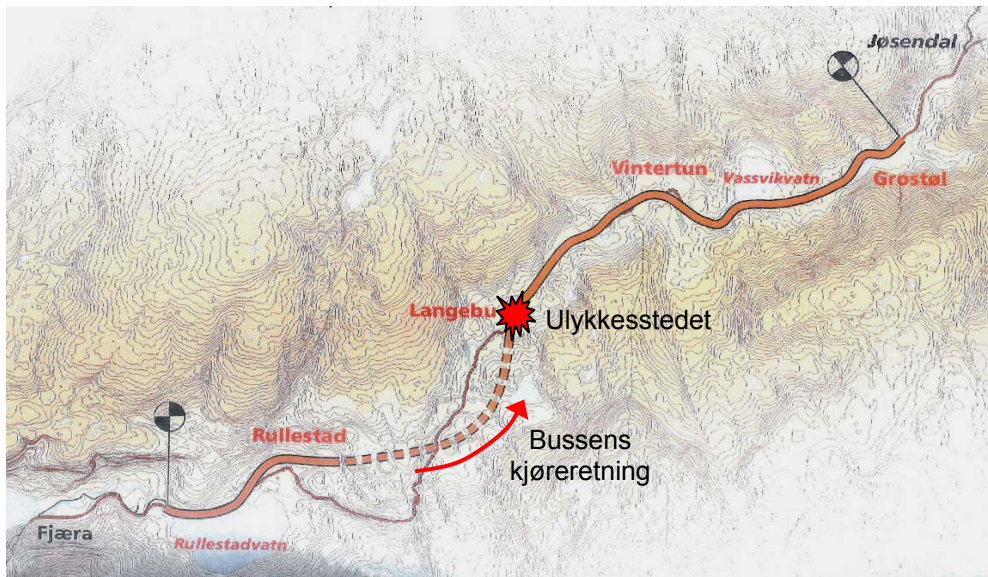 Jøsendal
Vintertun
Vassvikvatn
Grostøl
Langebu
Ulykkesstedet
Rullestad
Bussens
kjøreretning
Fjæra
Rullestadvatn